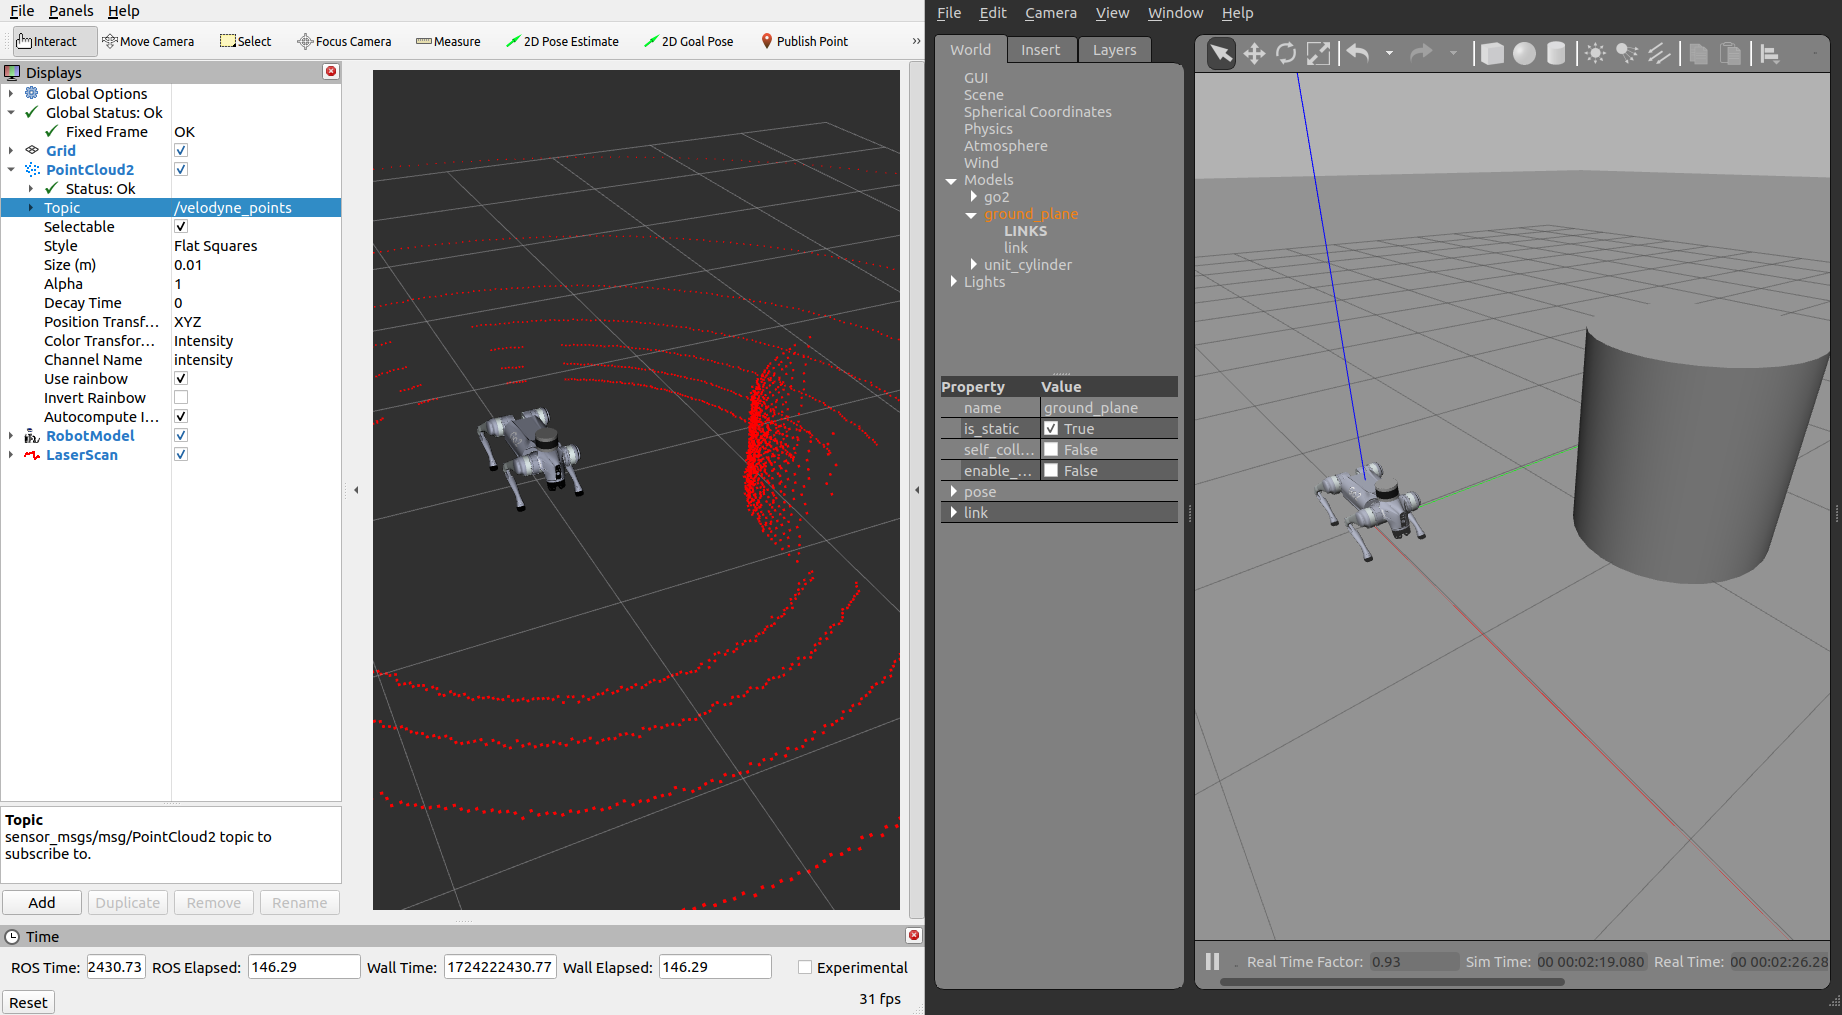 File Panels Help
Interact Move Camera Select Focus Camera Measure 2D Pose Estimate 2D Goal Pose Publish Point »
Displays
Global Options
Global Status: Ok
Fixed Frame OK
Grid
PointCloud2
Status: Ok
Topic /velodyne_points
Selectable
Style Flat Squares
Size (m) 0.01
Alpha 1
Decay Time 0
Position Transf... XYZ
Color Transfor... Intensity
Channel Name intensity
Use rainbow
Invert Rainbow
Autocompute I...
RobotModel
LaserScan
Topic
sensor_msgs/msg/PointCloud2 topic to
subscribe to.
Add Duplicate Remove Rename
Time
ROS Time: 2430.73 ROS Elapsed: 146.29 Wall Time: 1724222430.77 Wall Elapsed: 146.29 Experimental
Reset 31 fps
File Edit Camera View Window Help
World Insert Layers
GUI
Scene
Spherical Coordinates
Physics
Atmosphere
Wind
Models
go2
ground_plane
LINKS
link
unit_cylinder
Lights
Property Value
name ground_plane
is_static True
self_coll... False
enable_... False
pose
link
Real Time Factor: 0.93 Sim Time: 00 00:02:19.080 Real Time: 00 00:02:26.28